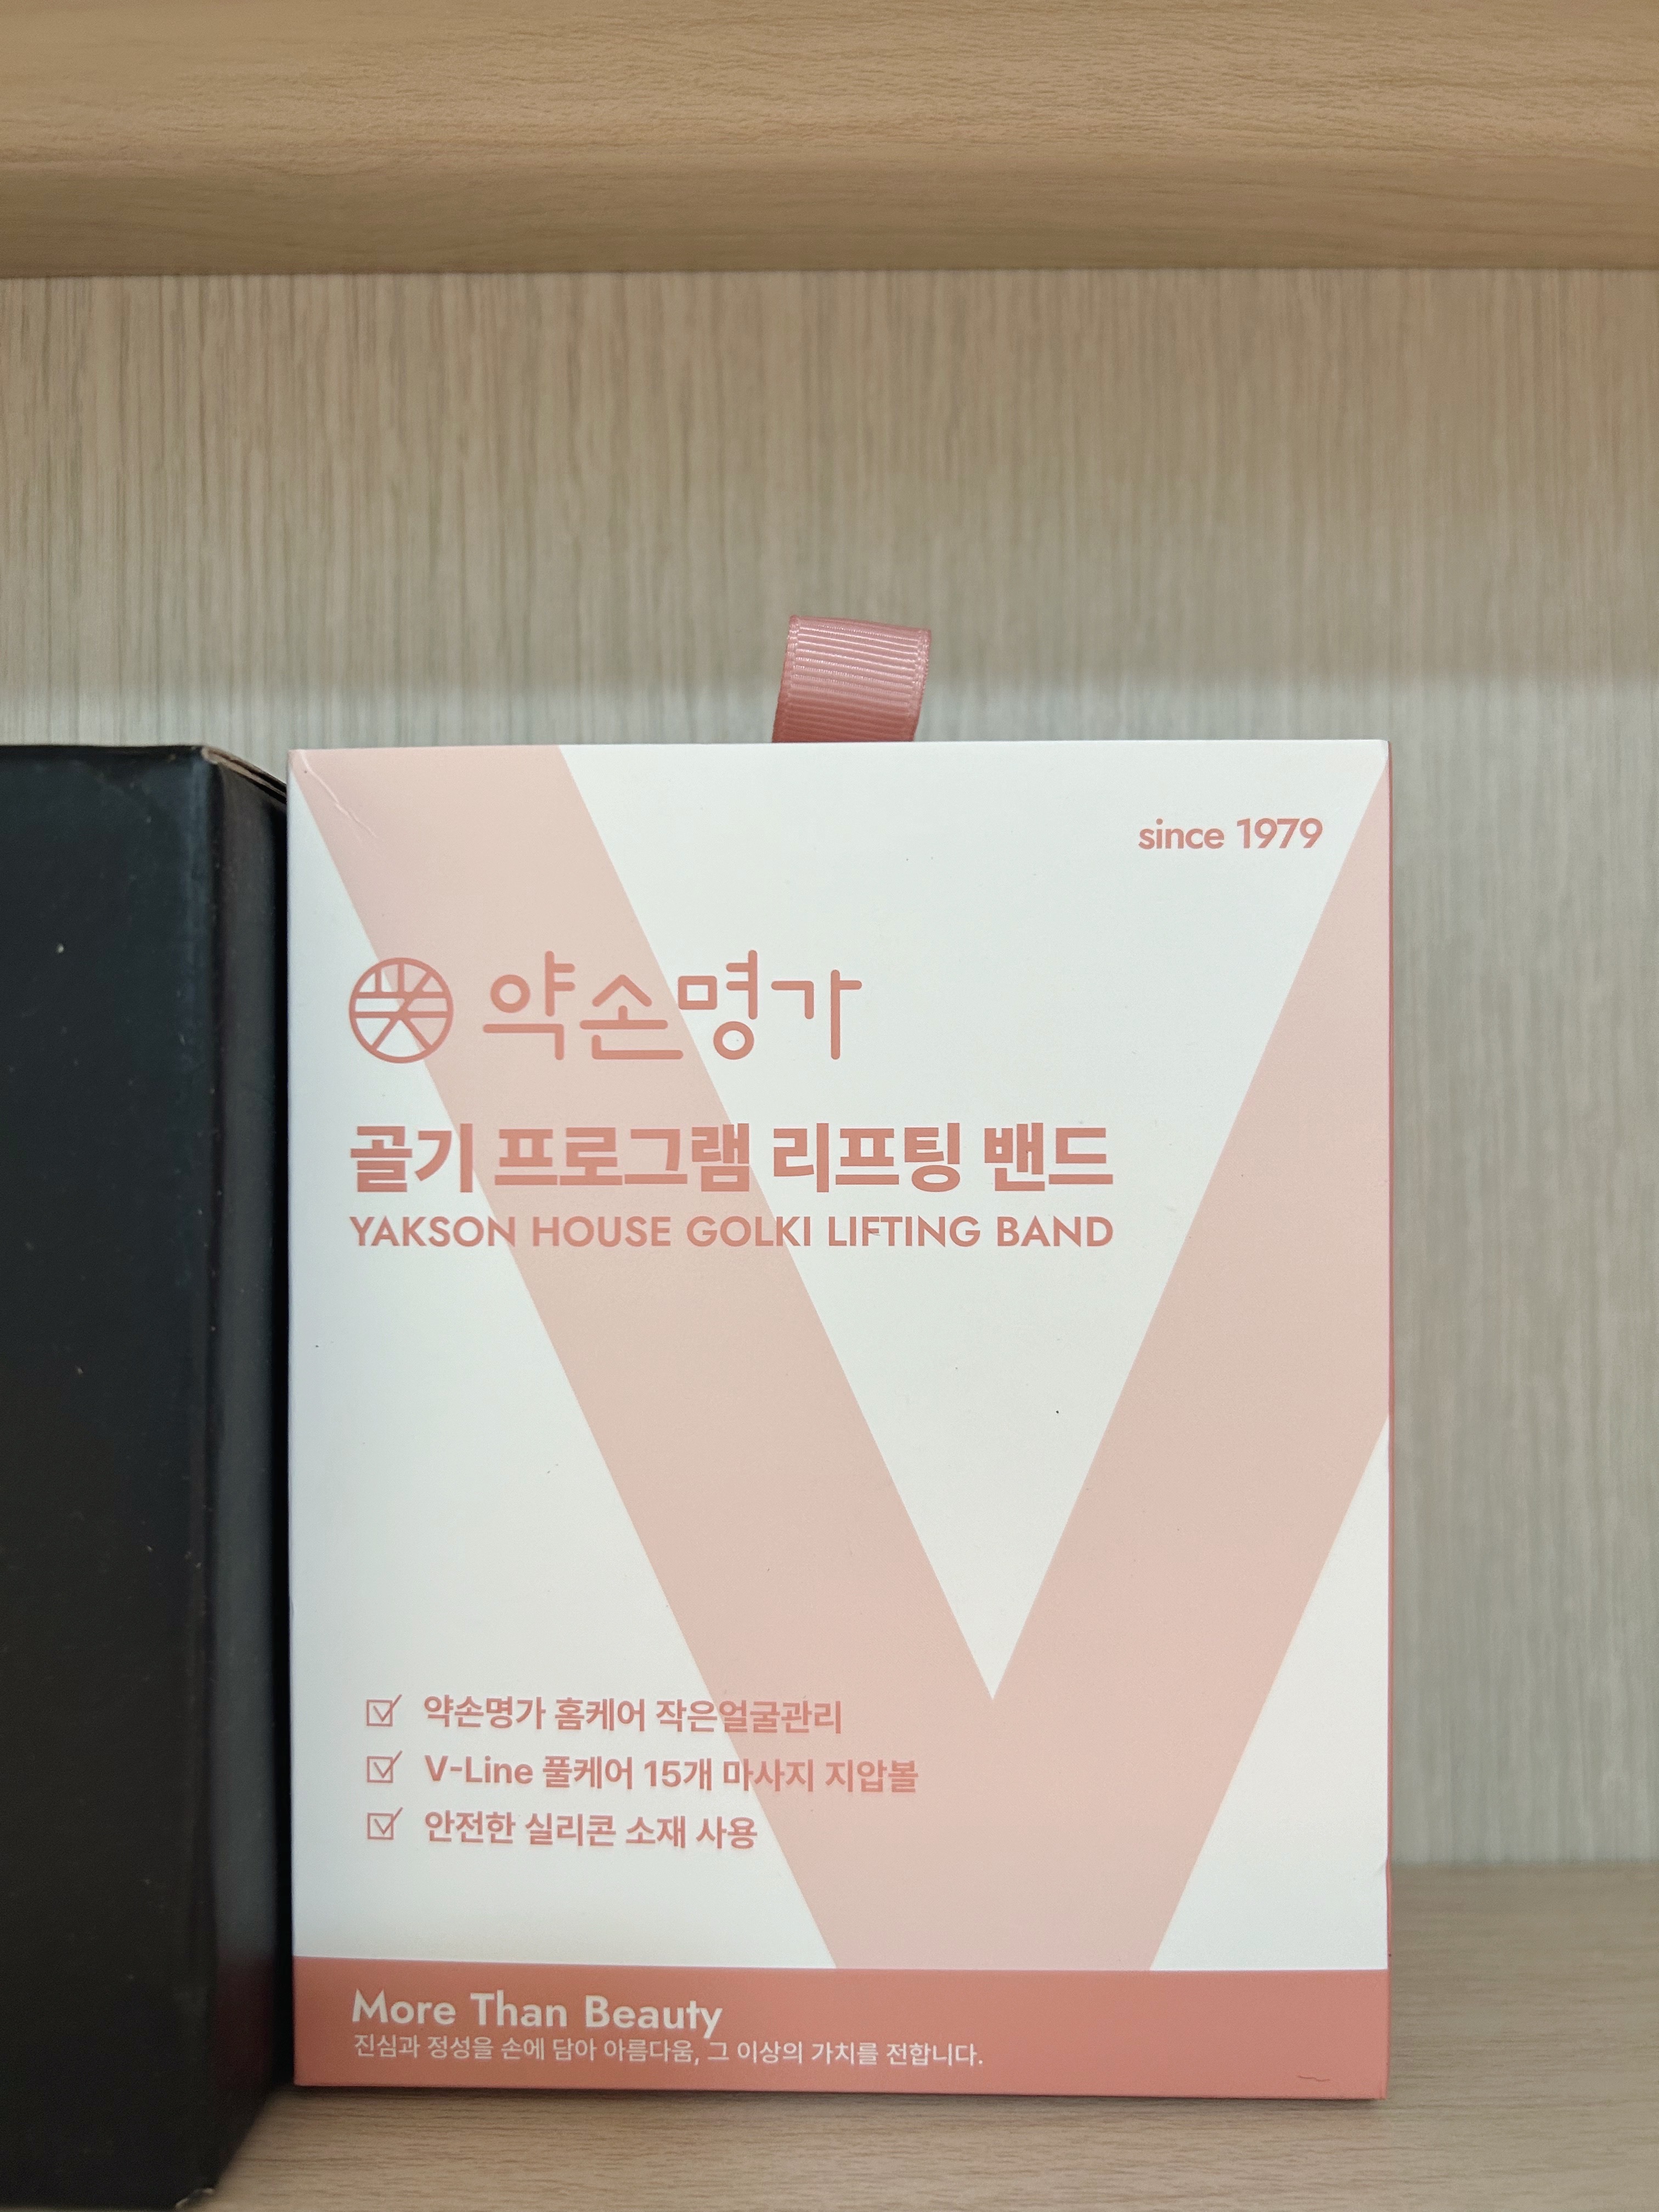 since 1979
약손명가
골기 프로그램 리프팅 밴드
YAKSON HOUSE GOLKI LIFTING BAND
약손명가 홈케어 작은얼굴관리
V-Line 풀케어 15개 마사지 지압볼
안전한 실리콘 소재 사용
More Than Beauty
진심과 정성을 손에 담아 아름다움, 그 이상의 가치를 전합니다.